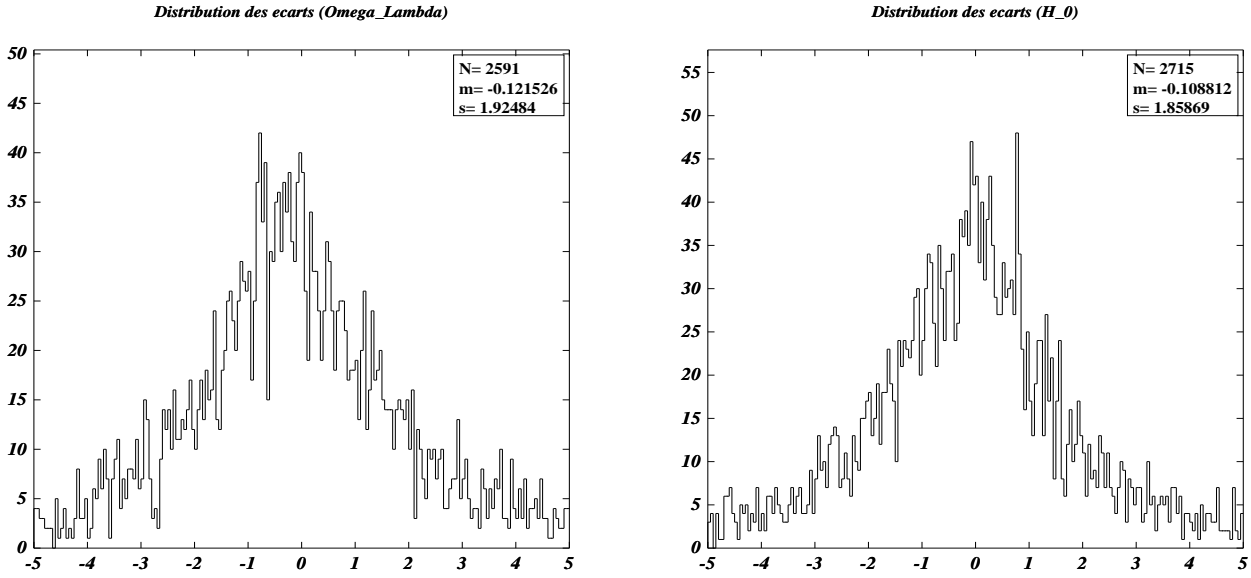 Distribution des ecarts (Omega_Lambda)
50
45
40
35
30
25
20
15
10
5
0
N= 2591
m= -0.121526
s= 1.92484
-5 -4 -3 -2 -1 0 1 2 3 4 5
Distribution des ecarts (H_0)
55
50
45
40
35
30
25
20
15
10
5
0
N= 2715
m= -0.108812
s= 1.85869
-5 -4 -3 -2 -1 0 1 2 3 4 5